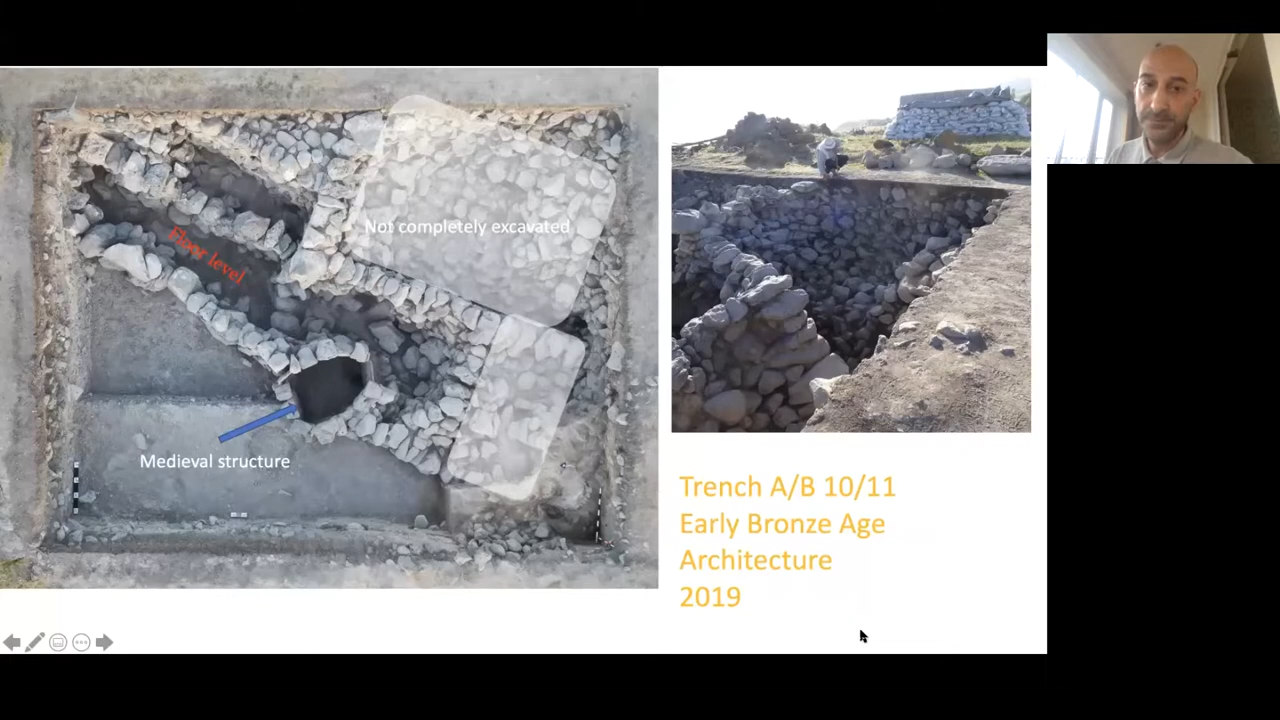 Not completely excavated
Floor level
Medieval structure
Trench A/B 10/11
Early Bronze Age
Architecture
2019